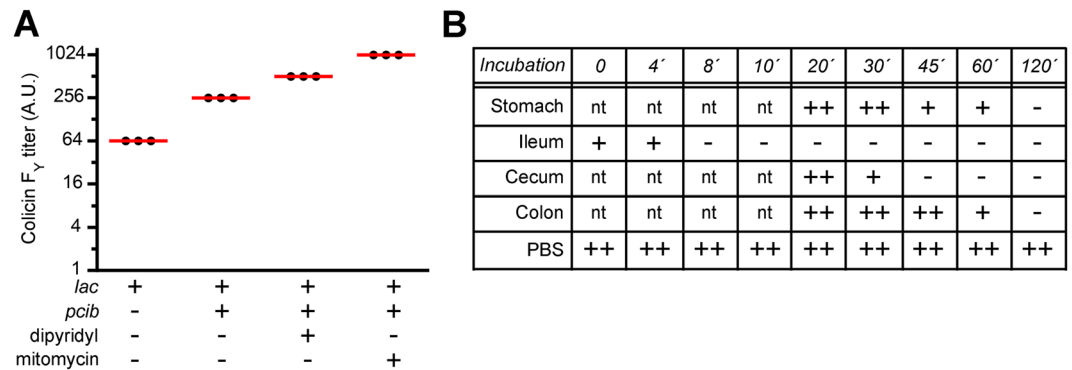 A
Colicin FY titer (A.U.)
1024
256
64
16
4
1
lac + + + +
pcib - + + +
dipyridyl - - + -
mitomycin - - - +
B
Incubation 0 4´ 8´ 10´ 20´ 30´ 45´ 60´ 120´
Stomach nt nt nt nt ++ ++ + + -
Ileum + + - - - - - - -
Cecum nt nt nt nt ++ + - - -
Colon nt nt nt nt ++ ++ ++ + -
PBS ++ ++ ++ ++ ++ ++ ++ ++ ++